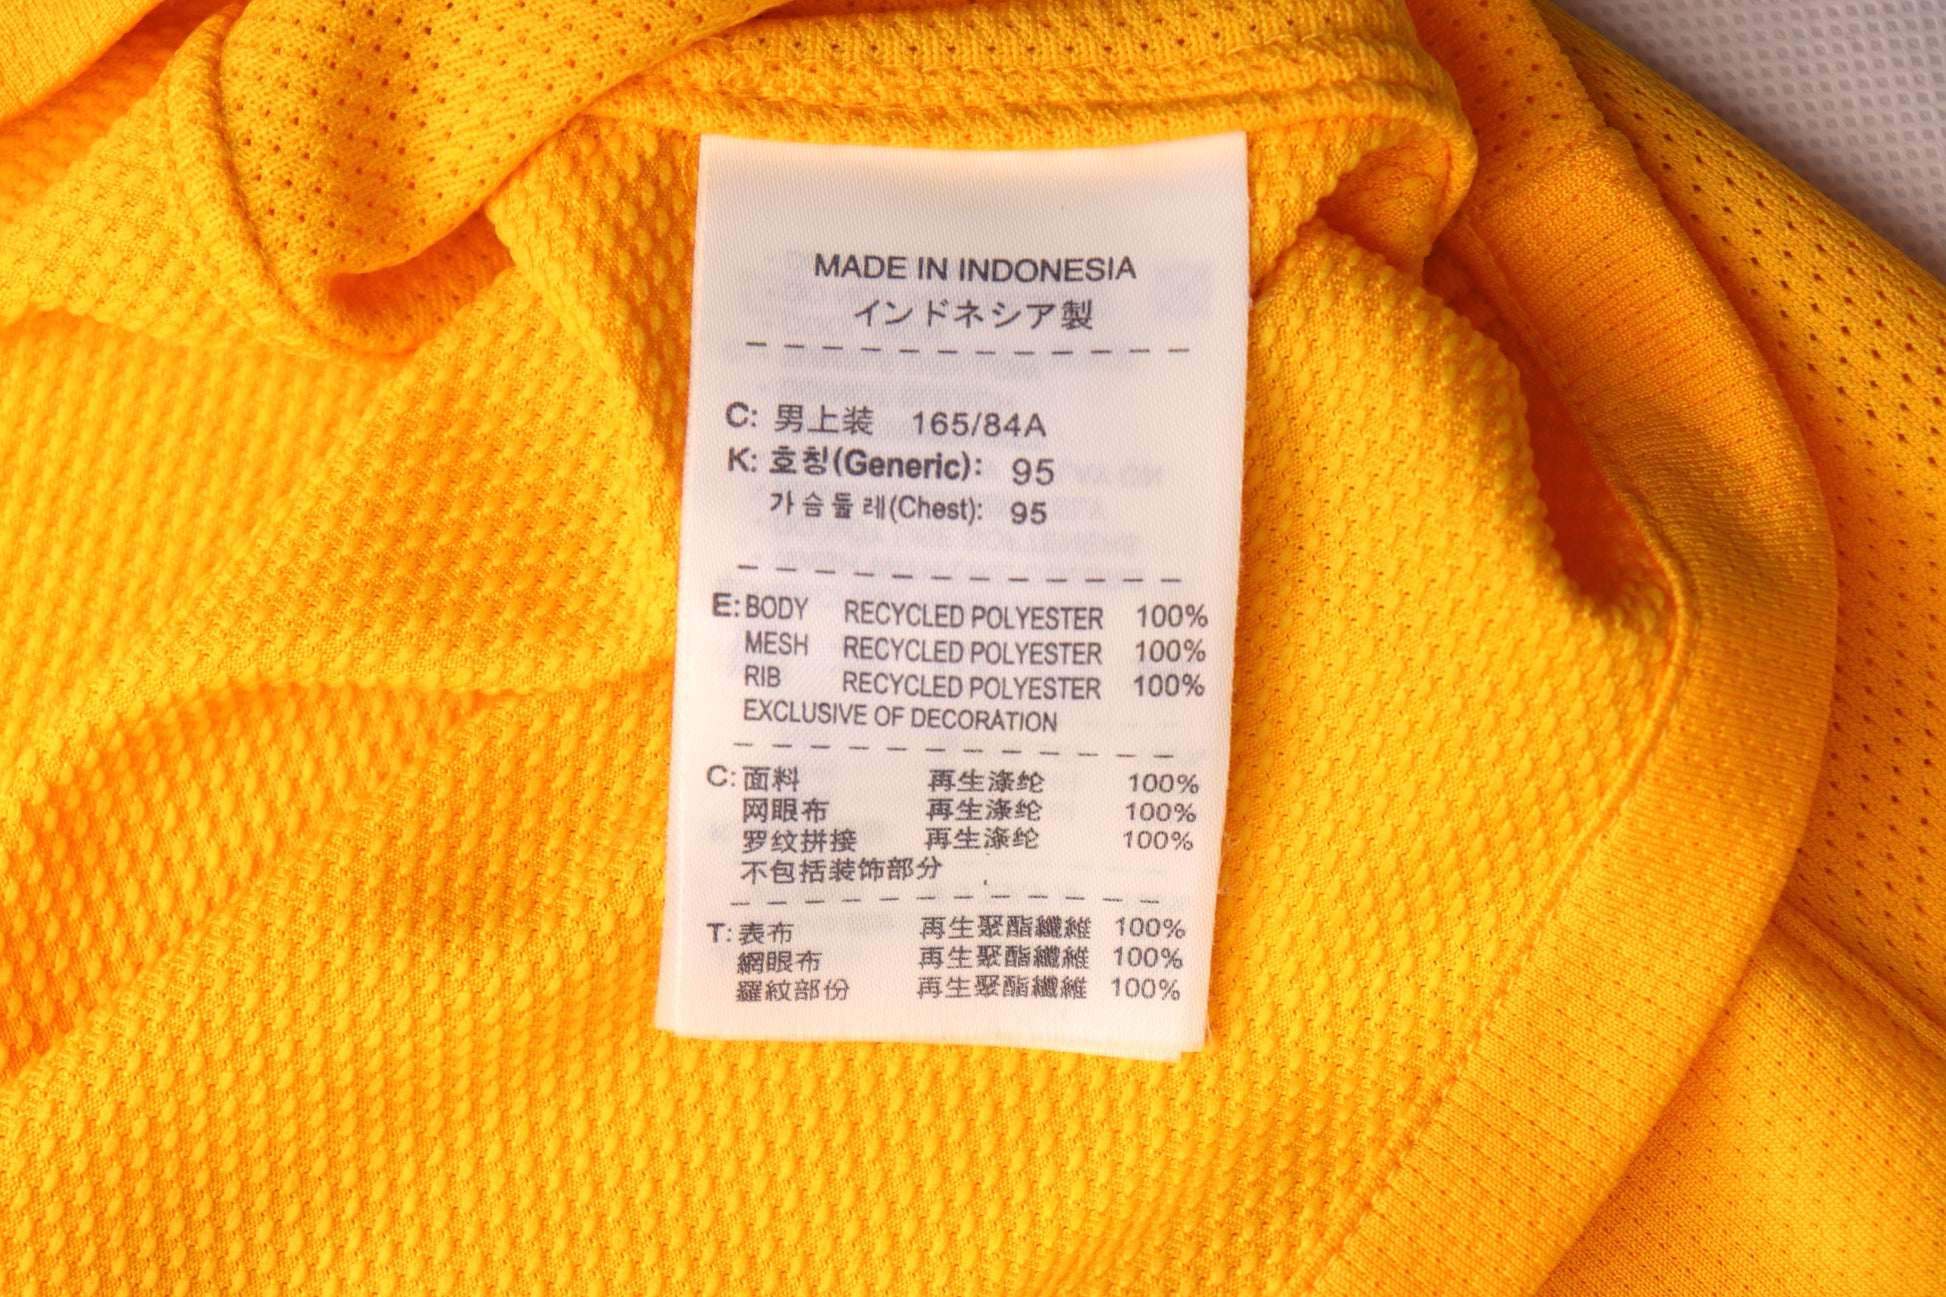 MADE IN INDONESIA
インドネシア製
C: 男上装 165/84A
K: 호칭(Generic): 95
가슴둘레(Chest): 95
E: BODY RECYCLED POLYESTER 100%
MESH RECYCLED POLYESTER 100%
RIB RECYCLED POLYESTER 100%
EXCLUSIVE OF DECORATION
C: 面料 再生涤纶 100%
网眼布 再生涤纶 100%
罗纹拼接 再生涤纶 100%
不包括装饰部分
T: 表布 再生聚酯纖維 100%
網眼布 再生聚酯纖維 100%
羅紋部份 再生聚酯纖維 100%